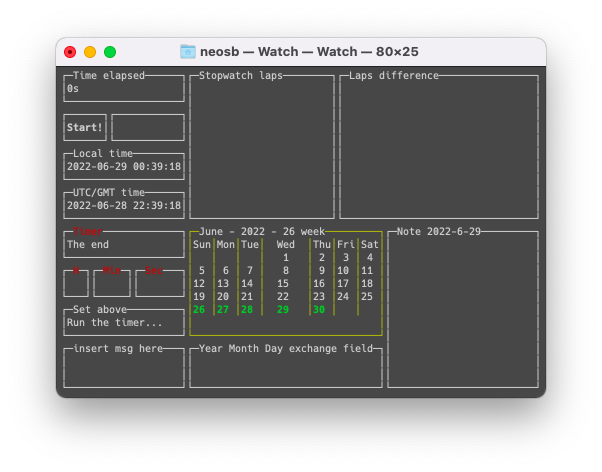 neosb — Watch — Watch — 80×25
Time elapsed
0s
Start!
Local time
2022-06-29 00:39:18
UTC/GMT time
2022-06-28 22:39:18
Stopwatch laps
Laps difference
Timer
The end
H
Min
Sec
Set above
Run the timer...
insert msg here
June - 2022 - 26 week
Sun Mon Tue Wed Thu Fri Sat
1 2 3 4
5 6 7 8 9 10 11
12 13 14 15 16 17 18
19 20 21 22 23 24 25
26 27 28 29 30
Year Month Day exchange field
Note 2022-6-29